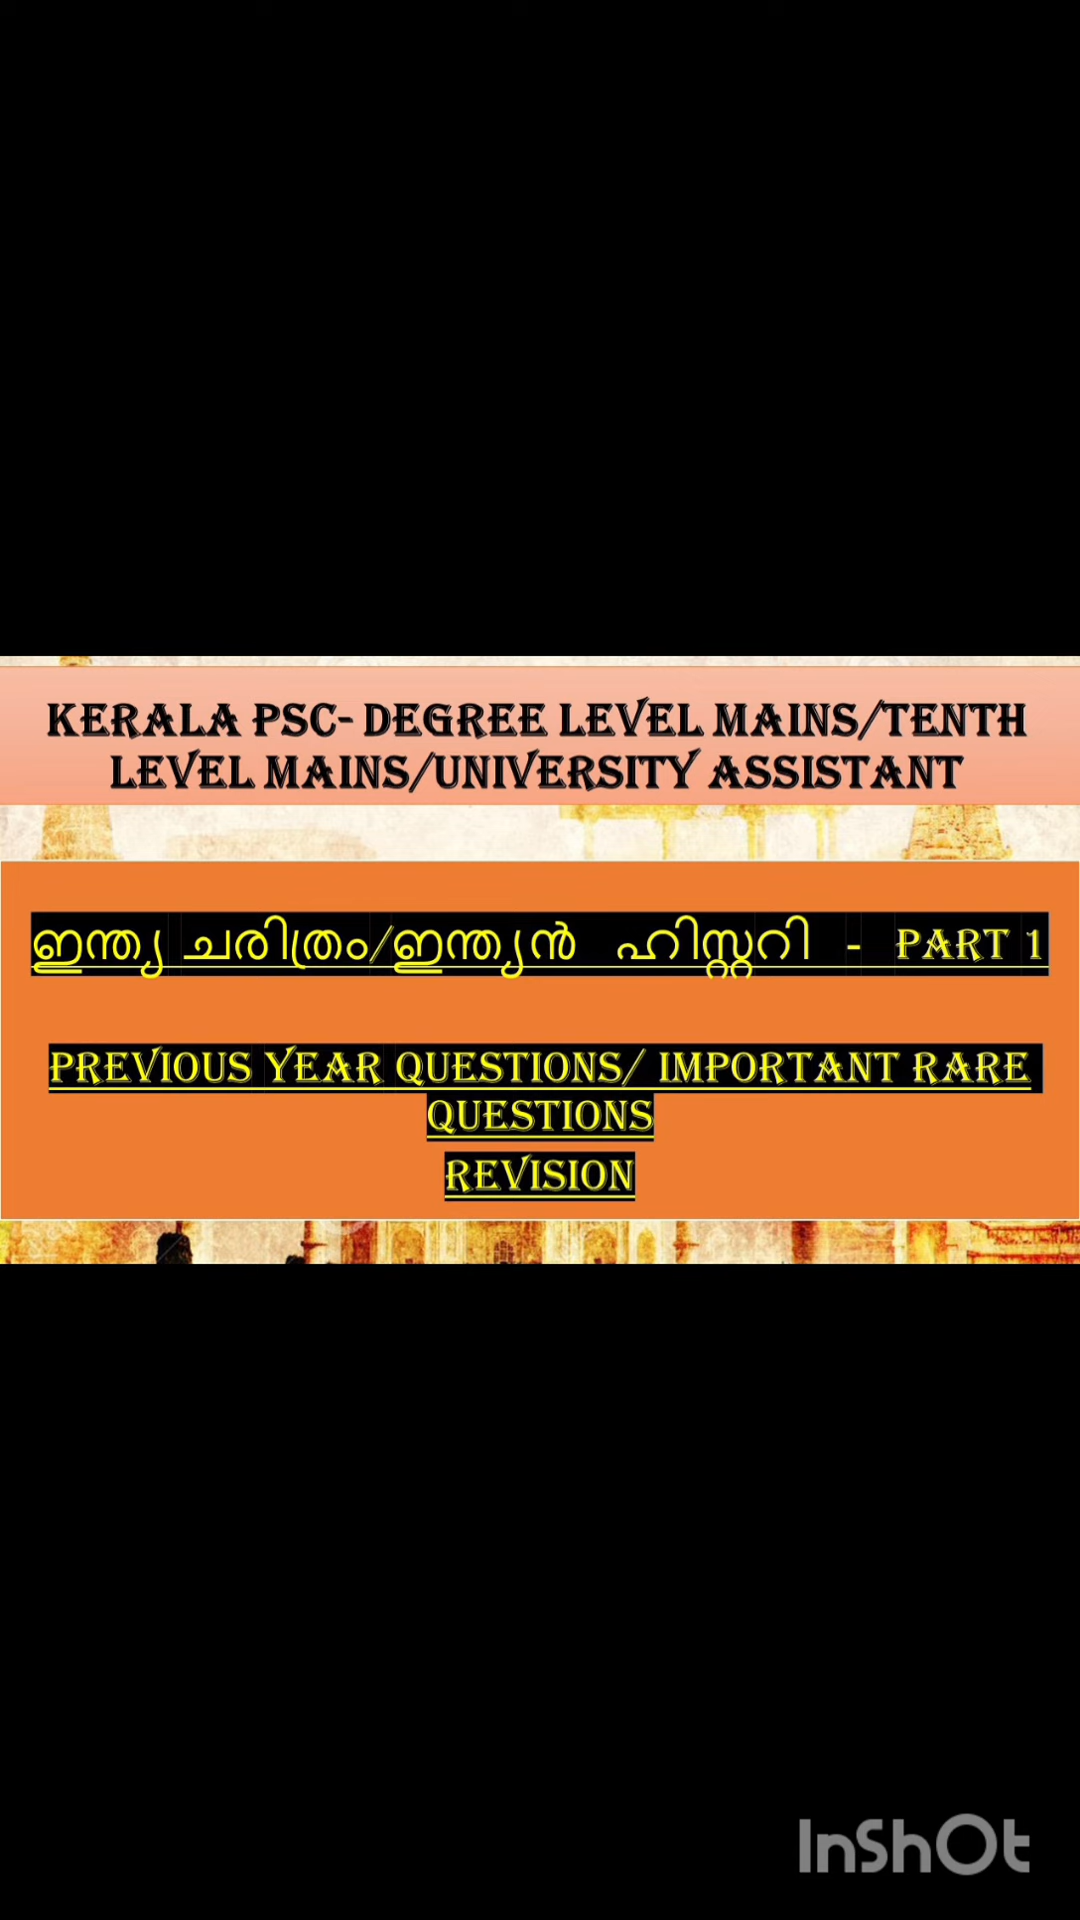 KERALA PSC- DEGREE LEVEL MAINS/TENTH
LEVEL MAINS/UNIVERSITY ASSISTANT
ഇന്ത്യ ചരിത്രം/ഇന്ത്യൻ ഹിസ്റ്ററി - PART 1
PREVIOUS YEAR QUESTIONS/ IMPORTANT RARE
QUESTIONS
REVISION
InShOt